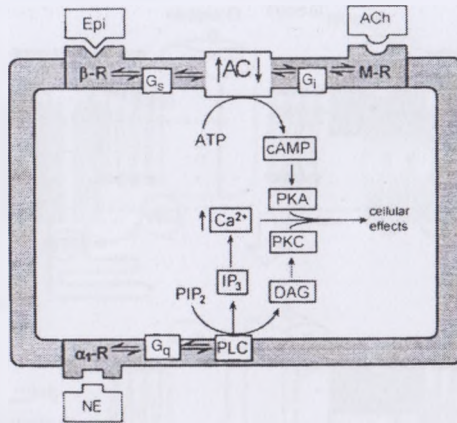 Epi
ACh
β-R
Gs
↑AC↓
Gi
M-R
ATP
cAMP
PKA
↑ Ca²⁺
cellular
effects
PKC
IP₃
DAG
PIP₂
α₁-R
Gq
PLC
NE